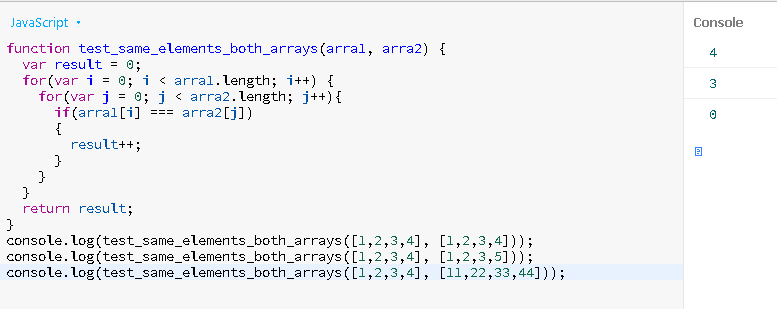 JavaScript
function test_same_elements_both_arrays(arra1, arra2) {
  var result = 0;
  for(var i = 0; i < arra1.length; i++) {
    for(var j = 0; j < arra2.length; j++){
      if(arra1[i] === arra2[j])
      {
        result++;
      }
    }
  }
  return result;
}
console.log(test_same_elements_both_arrays([1,2,3,4], [1,2,3,4]));
console.log(test_same_elements_both_arrays([1,2,3,4], [1,2,3,5]));
console.log(test_same_elements_both_arrays([1,2,3,4], [11,22,33,44]));
Console
4
3
0